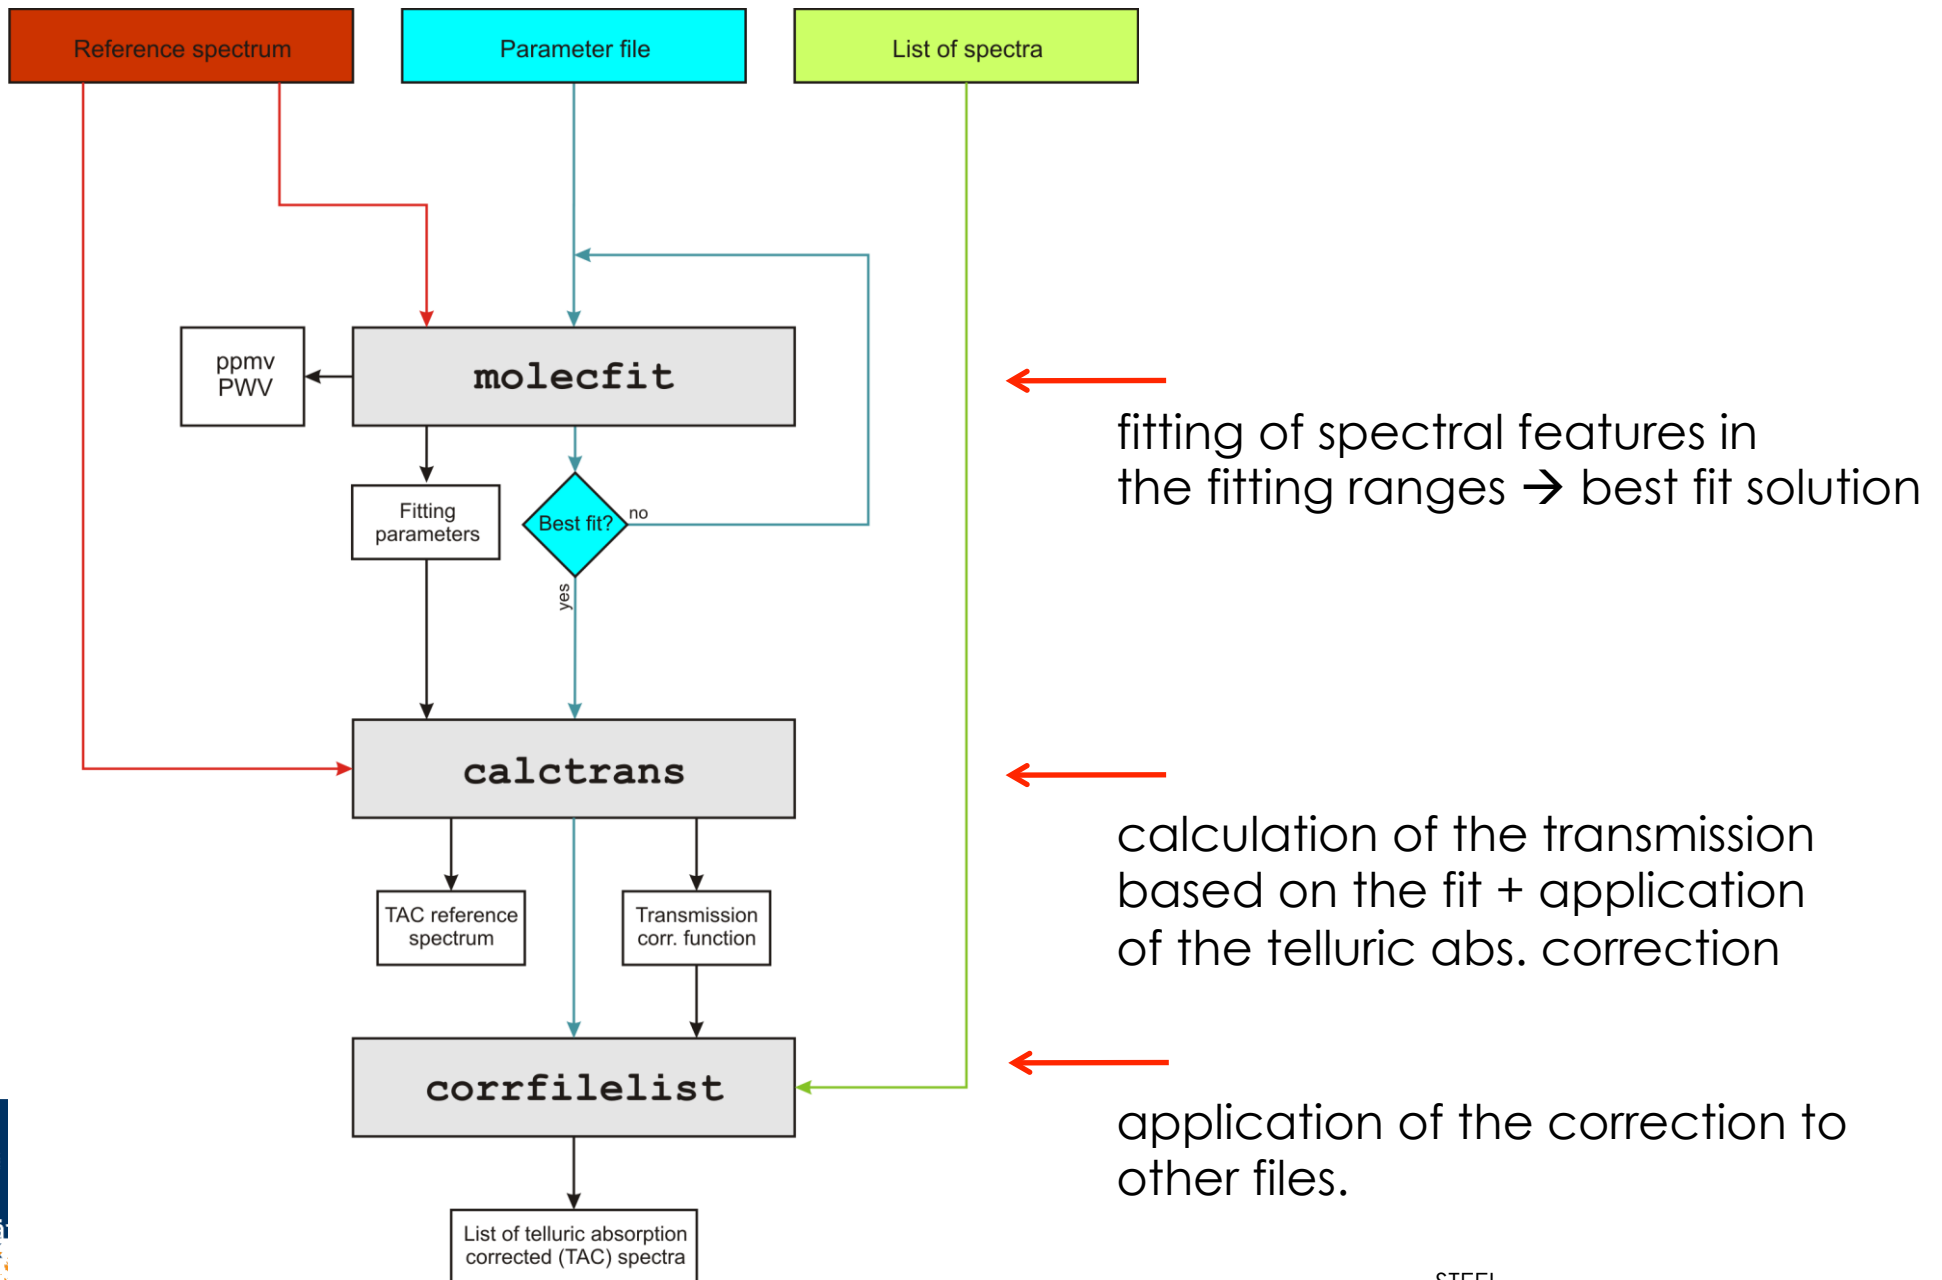 Reference spectrum
Parameter file
List of spectra
ppmv
PWV
molecfit
fitting of spectral features in
the fitting ranges → best fit solution
Fitting
parameters
Best fit?
no
yes
calctrans
calculation of the transmission
based on the fit + application
of the telluric abs. correction
TAC reference
spectrum
Transmission
corr. function
corrfilelist
application of the correction to
other files.
List of telluric absorption
corrected (TAC) spectra